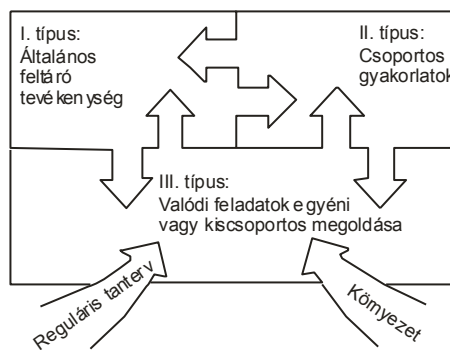 I. típus:
Általános
feltáró
tevékenység
II. típus:
Csoportos
gyakorlatok
III. típus:
Valódi feladatok egyéni
vagy kiscsoportos megoldása
Reguláris tanterv
Környezet